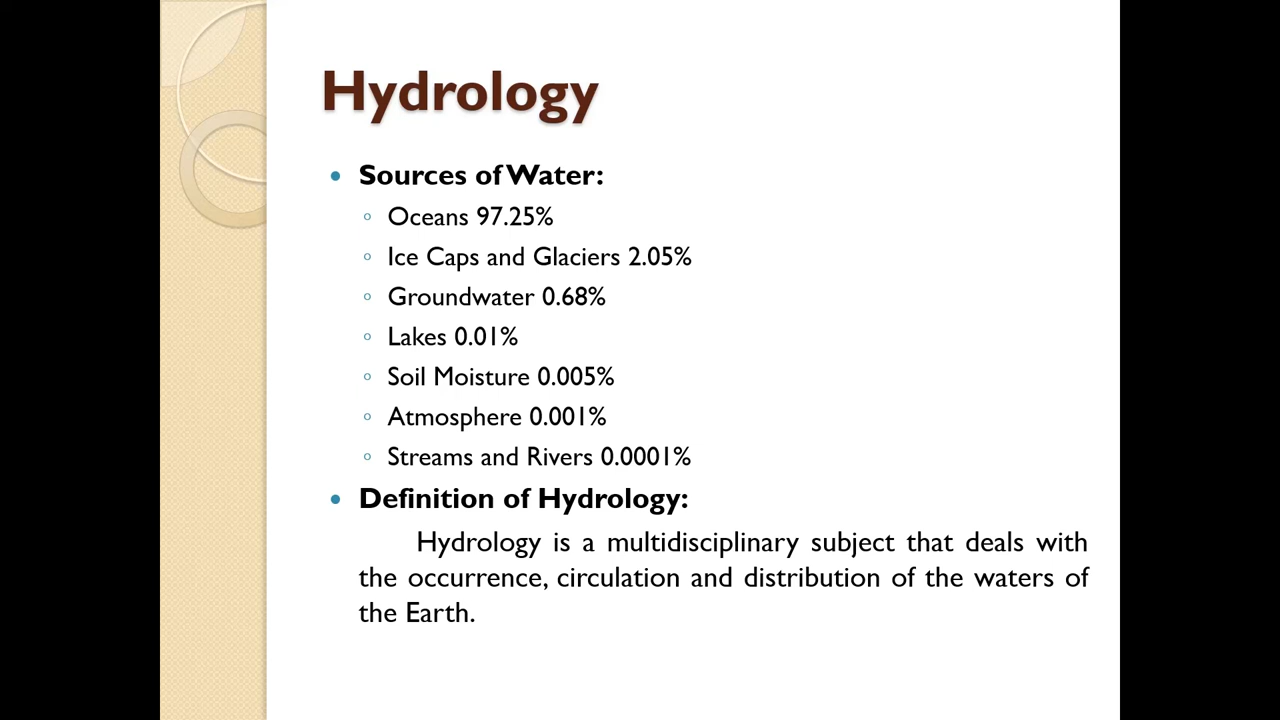 Hydrology
Sources of Water:
Oceans 97.25%
Ice Caps and Glaciers 2.05%
Groundwater 0.68%
Lakes 0.01%
Soil Moisture 0.005%
Atmosphere 0.001%
Streams and Rivers 0.0001%
Definition of Hydrology:
Hydrology is a multidisciplinary subject that deals with
the occurrence, circulation and distribution of the waters of
the Earth.